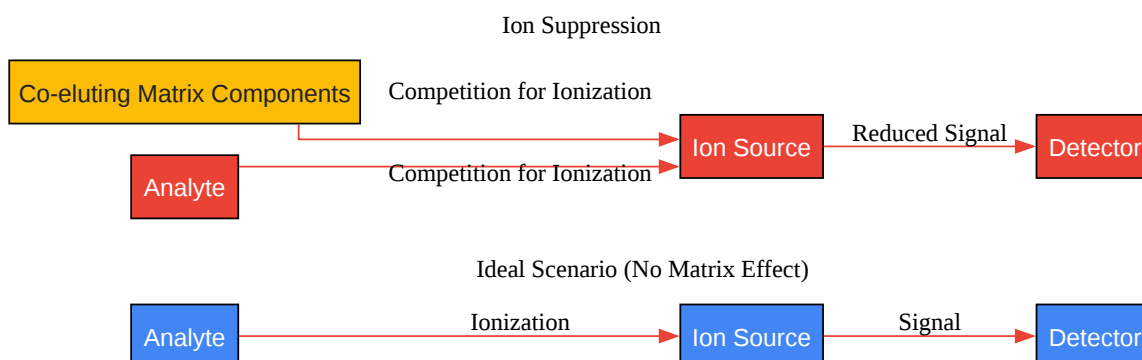 Ion Suppression
Co-eluting Matrix Components
Competition for Ionization
Ion Source
Reduced Signal
Detector
Analyte
Competition for Ionization
Ideal Scenario (No Matrix Effect)
Analyte
Ionization
Ion Source
Signal
Detector